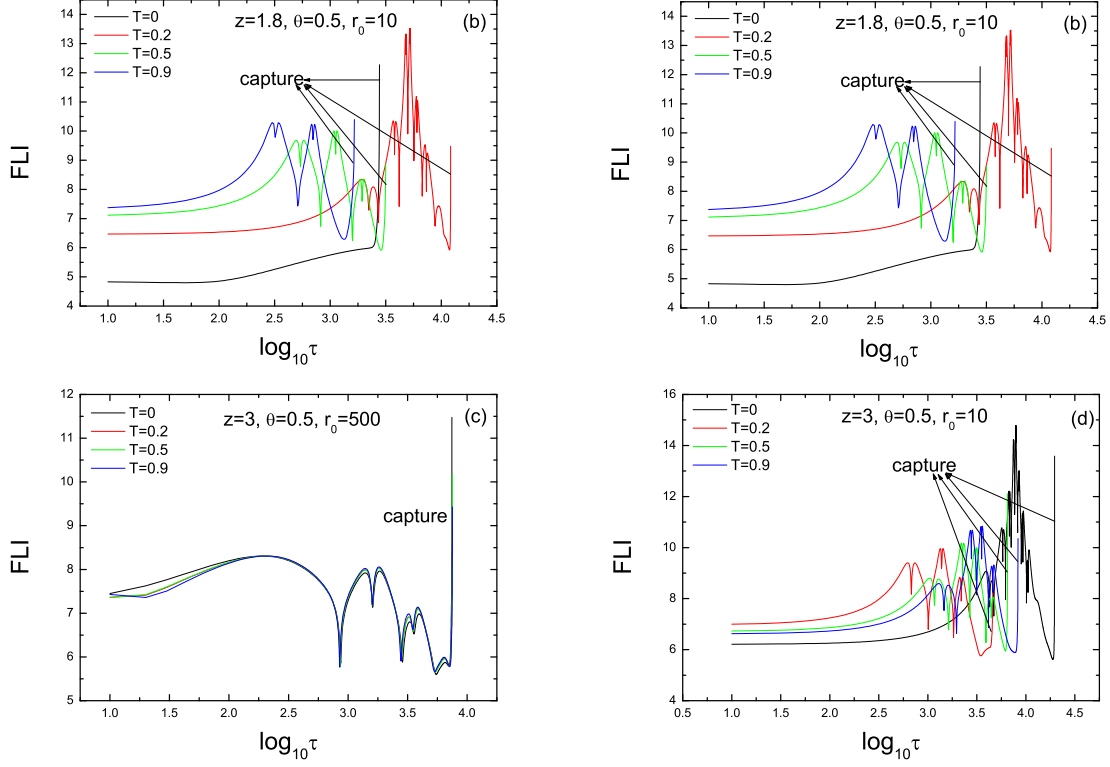 T=0
T=0.2
T=0.5
T=0.9
z=1.8, θ=0.5, r₀=10
(b)
capture
FLI
14
13
12
11
10
9
8
7
6
5
4
1.0 1.5 2.0 2.5 3.0 3.5 4.0 4.5
log₁₀τ
T=0
T=0.2
T=0.5
T=0.9
z=1.8, θ=0.5, r₀=10
(b)
capture
FLI
14
13
12
11
10
9
8
7
6
5
4
1.0 1.5 2.0 2.5 3.0 3.5 4.0 4.5
log₁₀τ
T=0
T=0.2
T=0.5
T=0.9
z=3, θ=0.5, r₀=500
(c)
capture
FLI
12
11
10
9
8
7
6
5
1.0 1.5 2.0 2.5 3.0 3.5 4.0
log₁₀τ
T=0
T=0.2
T=0.5
T=0.9
z=3, θ=0.5, r₀=10
(d)
capture
FLI
16
14
12
10
8
6
4
0.5 1.0 1.5 2.0 2.5 3.0 3.5 4.0 4.5
log₁₀τ